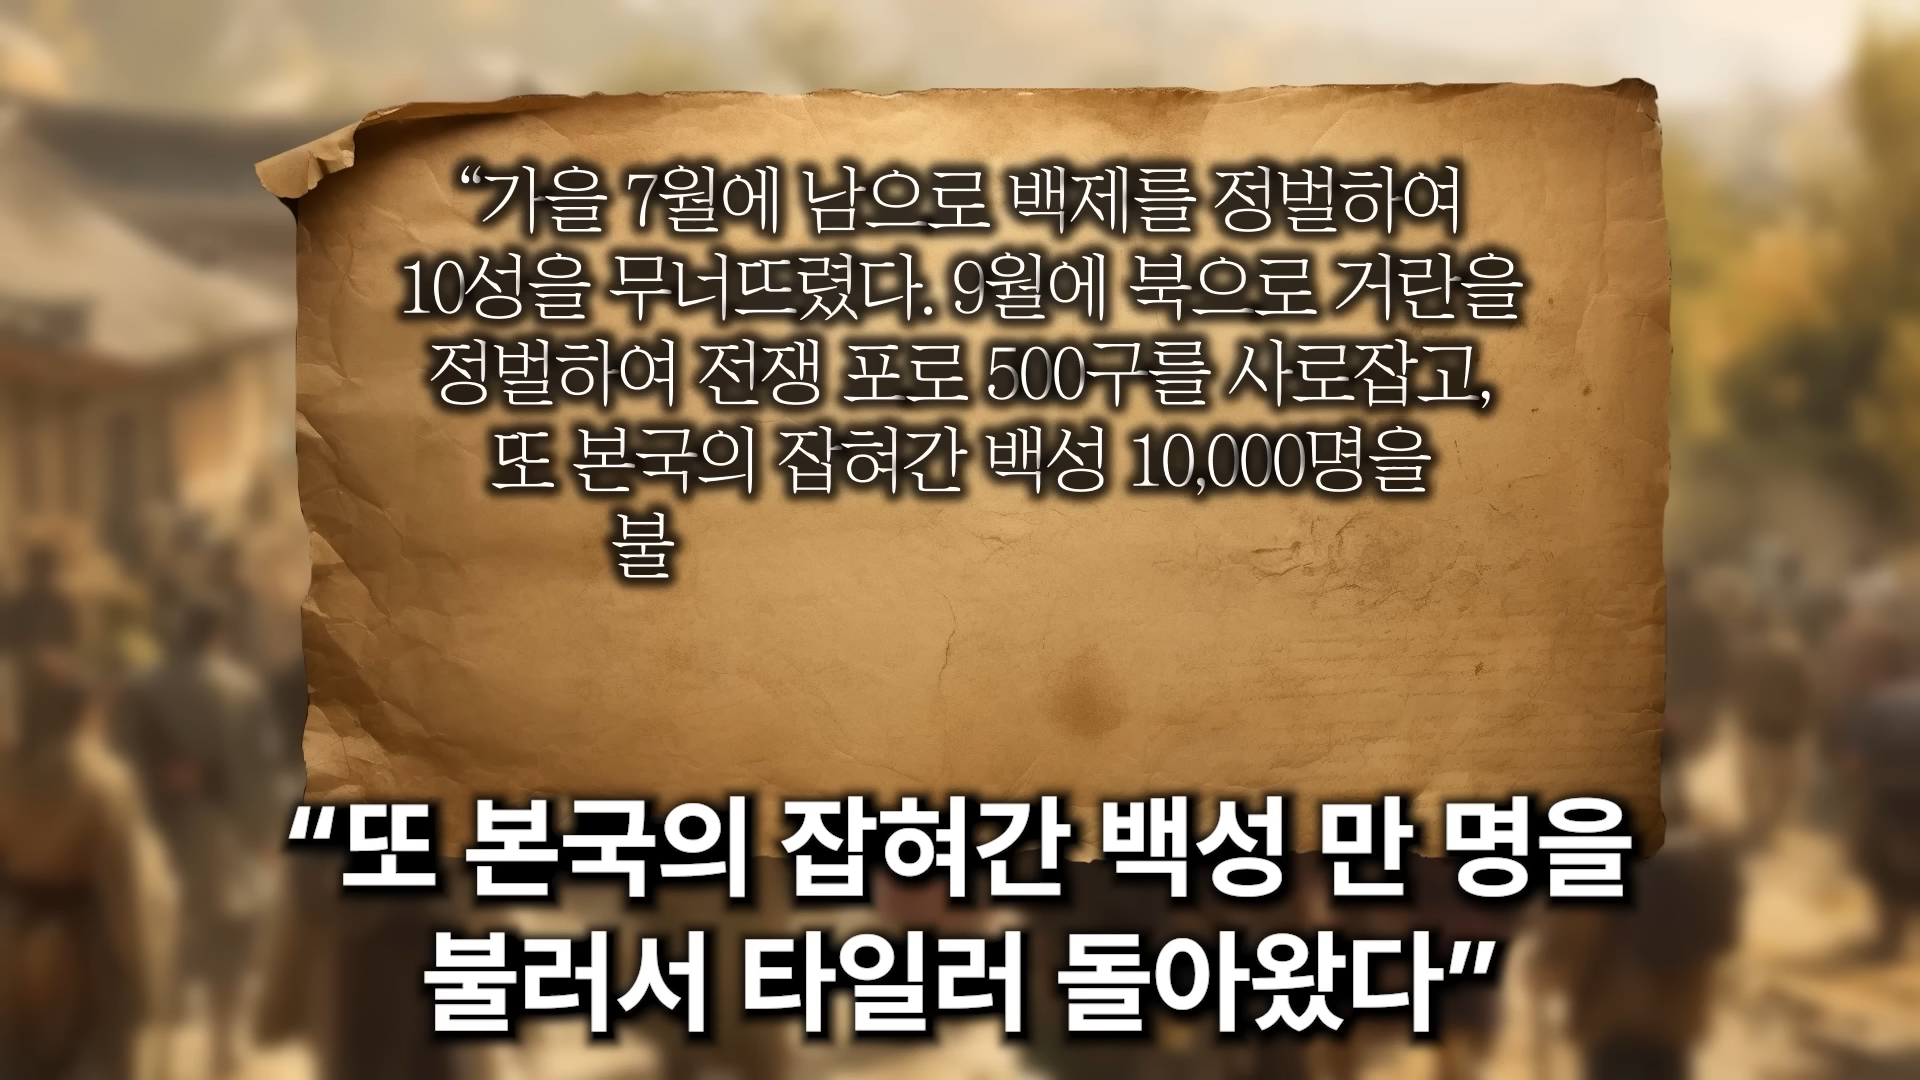 “가을 7월에 남으로 백제를 정벌하여
10성을 무너뜨렸다. 9월에 북으로 거란을
정벌하여 전쟁 포로 500구를 사로잡고,
또 본국의 잡혀간 백성 10,000명을
불
“또 본국의 잡혀간 백성 만 명을
불러서 타일러 돌아왔다”